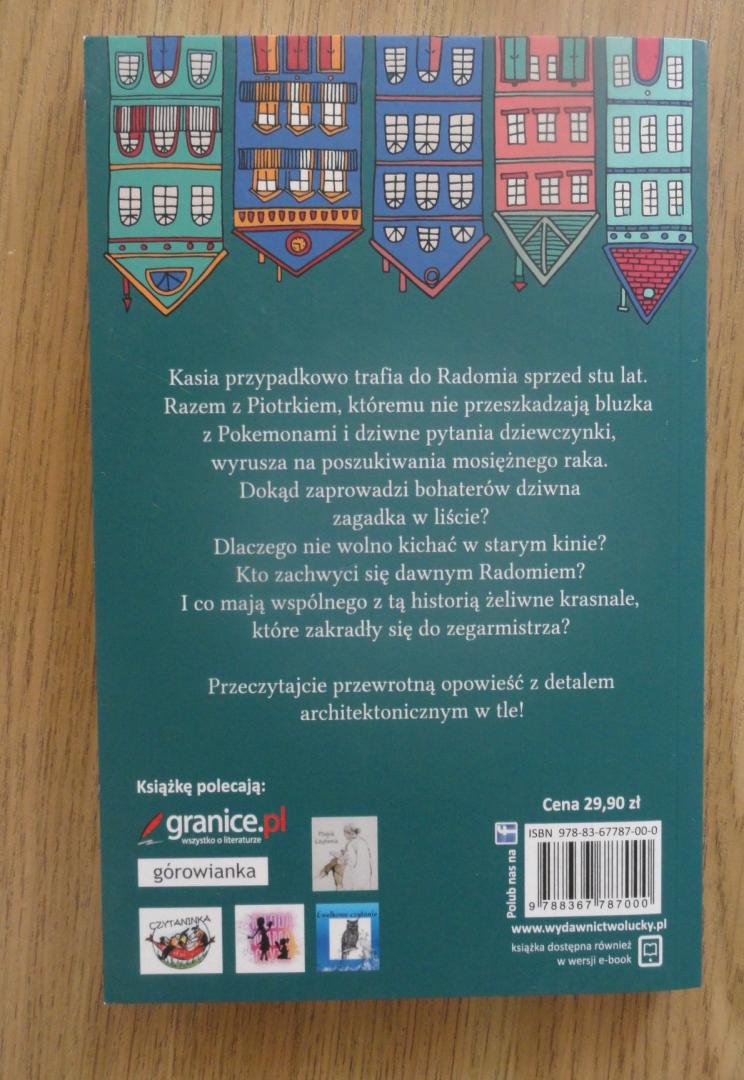 Kasia przypadkowo trafia do Radomia sprzed stu lat.
Razem z Piotrkiem, któremu nie przeszkadzają bluzka
z Pokemonami i dziwne pytania dziewczynki,
wyrusza na poszukiwania mosiężnego raka.
Dokąd zaprowadzi bohaterów dziwna
zagadka w liście?
Dlaczego nie wolno kichać w starym kinie?
Kto zachwyci się dawnym Radomiem?
I co mają wspólnego z tą historią żeliwne krasnale,
które zakradły się do zegarmistrza?
Przeczytajcie przewrotną opowieść z detalem
architektonicznym w tle!
Książkę polecają:
granice.pl
wszystko o literaturze
górowianka
CZYTANINKA
Cena 29,90 zł
Polub nas na
ISBN 978-83-67787-00-0
9 788367 787000
www.wydawnictwolucky.pl
książka dostępna również
w wersji e-book